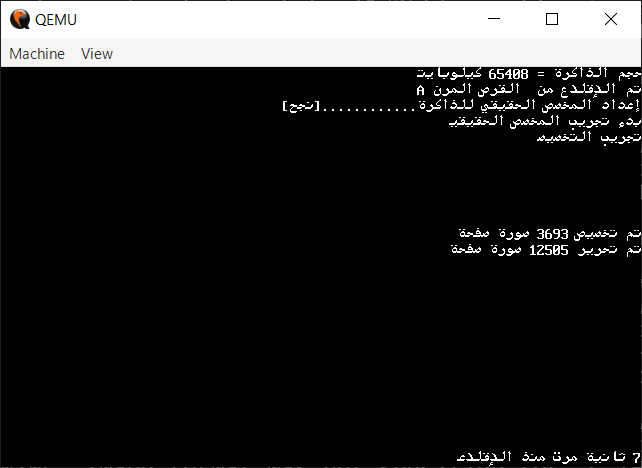 QEMU
Machine View
حجم الذاكرة = 65408 كيلوبايت
تم الإقلاع من القرص المرن A
إعداد المخصص الحقيقي للذاكرة............[نجح]
بدء تجريب المخصص الحقيقي
تجريب التخصيص
تم تخصيص 3693 صورة صفحة
تم تحرير 12505 صورة صفحة
7 ثانية مرت منذ الإقلاع